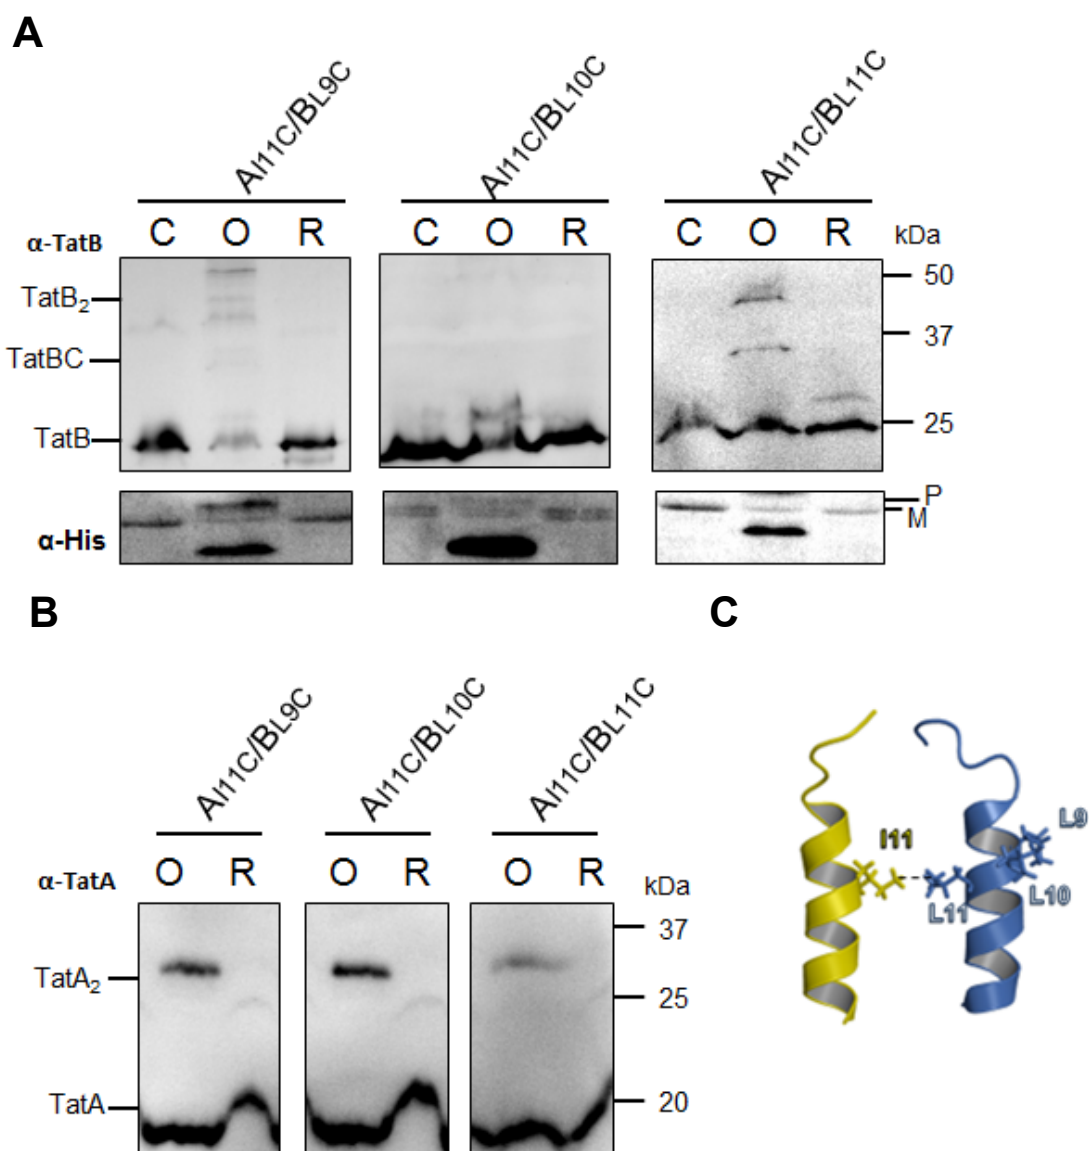 A
AI11C/BL9C
AI11C/BL10C
AI11C/BL11C
α-TatB
C O R
C O R
C O R
kDa
TatB2
TatBC
TatB
50
37
25
α-His
P
M
B
C
AI11C/BL9C
AI11C/BL10C
AI11C/BL11C
α-TatA
O R
O R
O R
kDa
TatA2
TatA
37
25
20
I11
L9
L10
L11